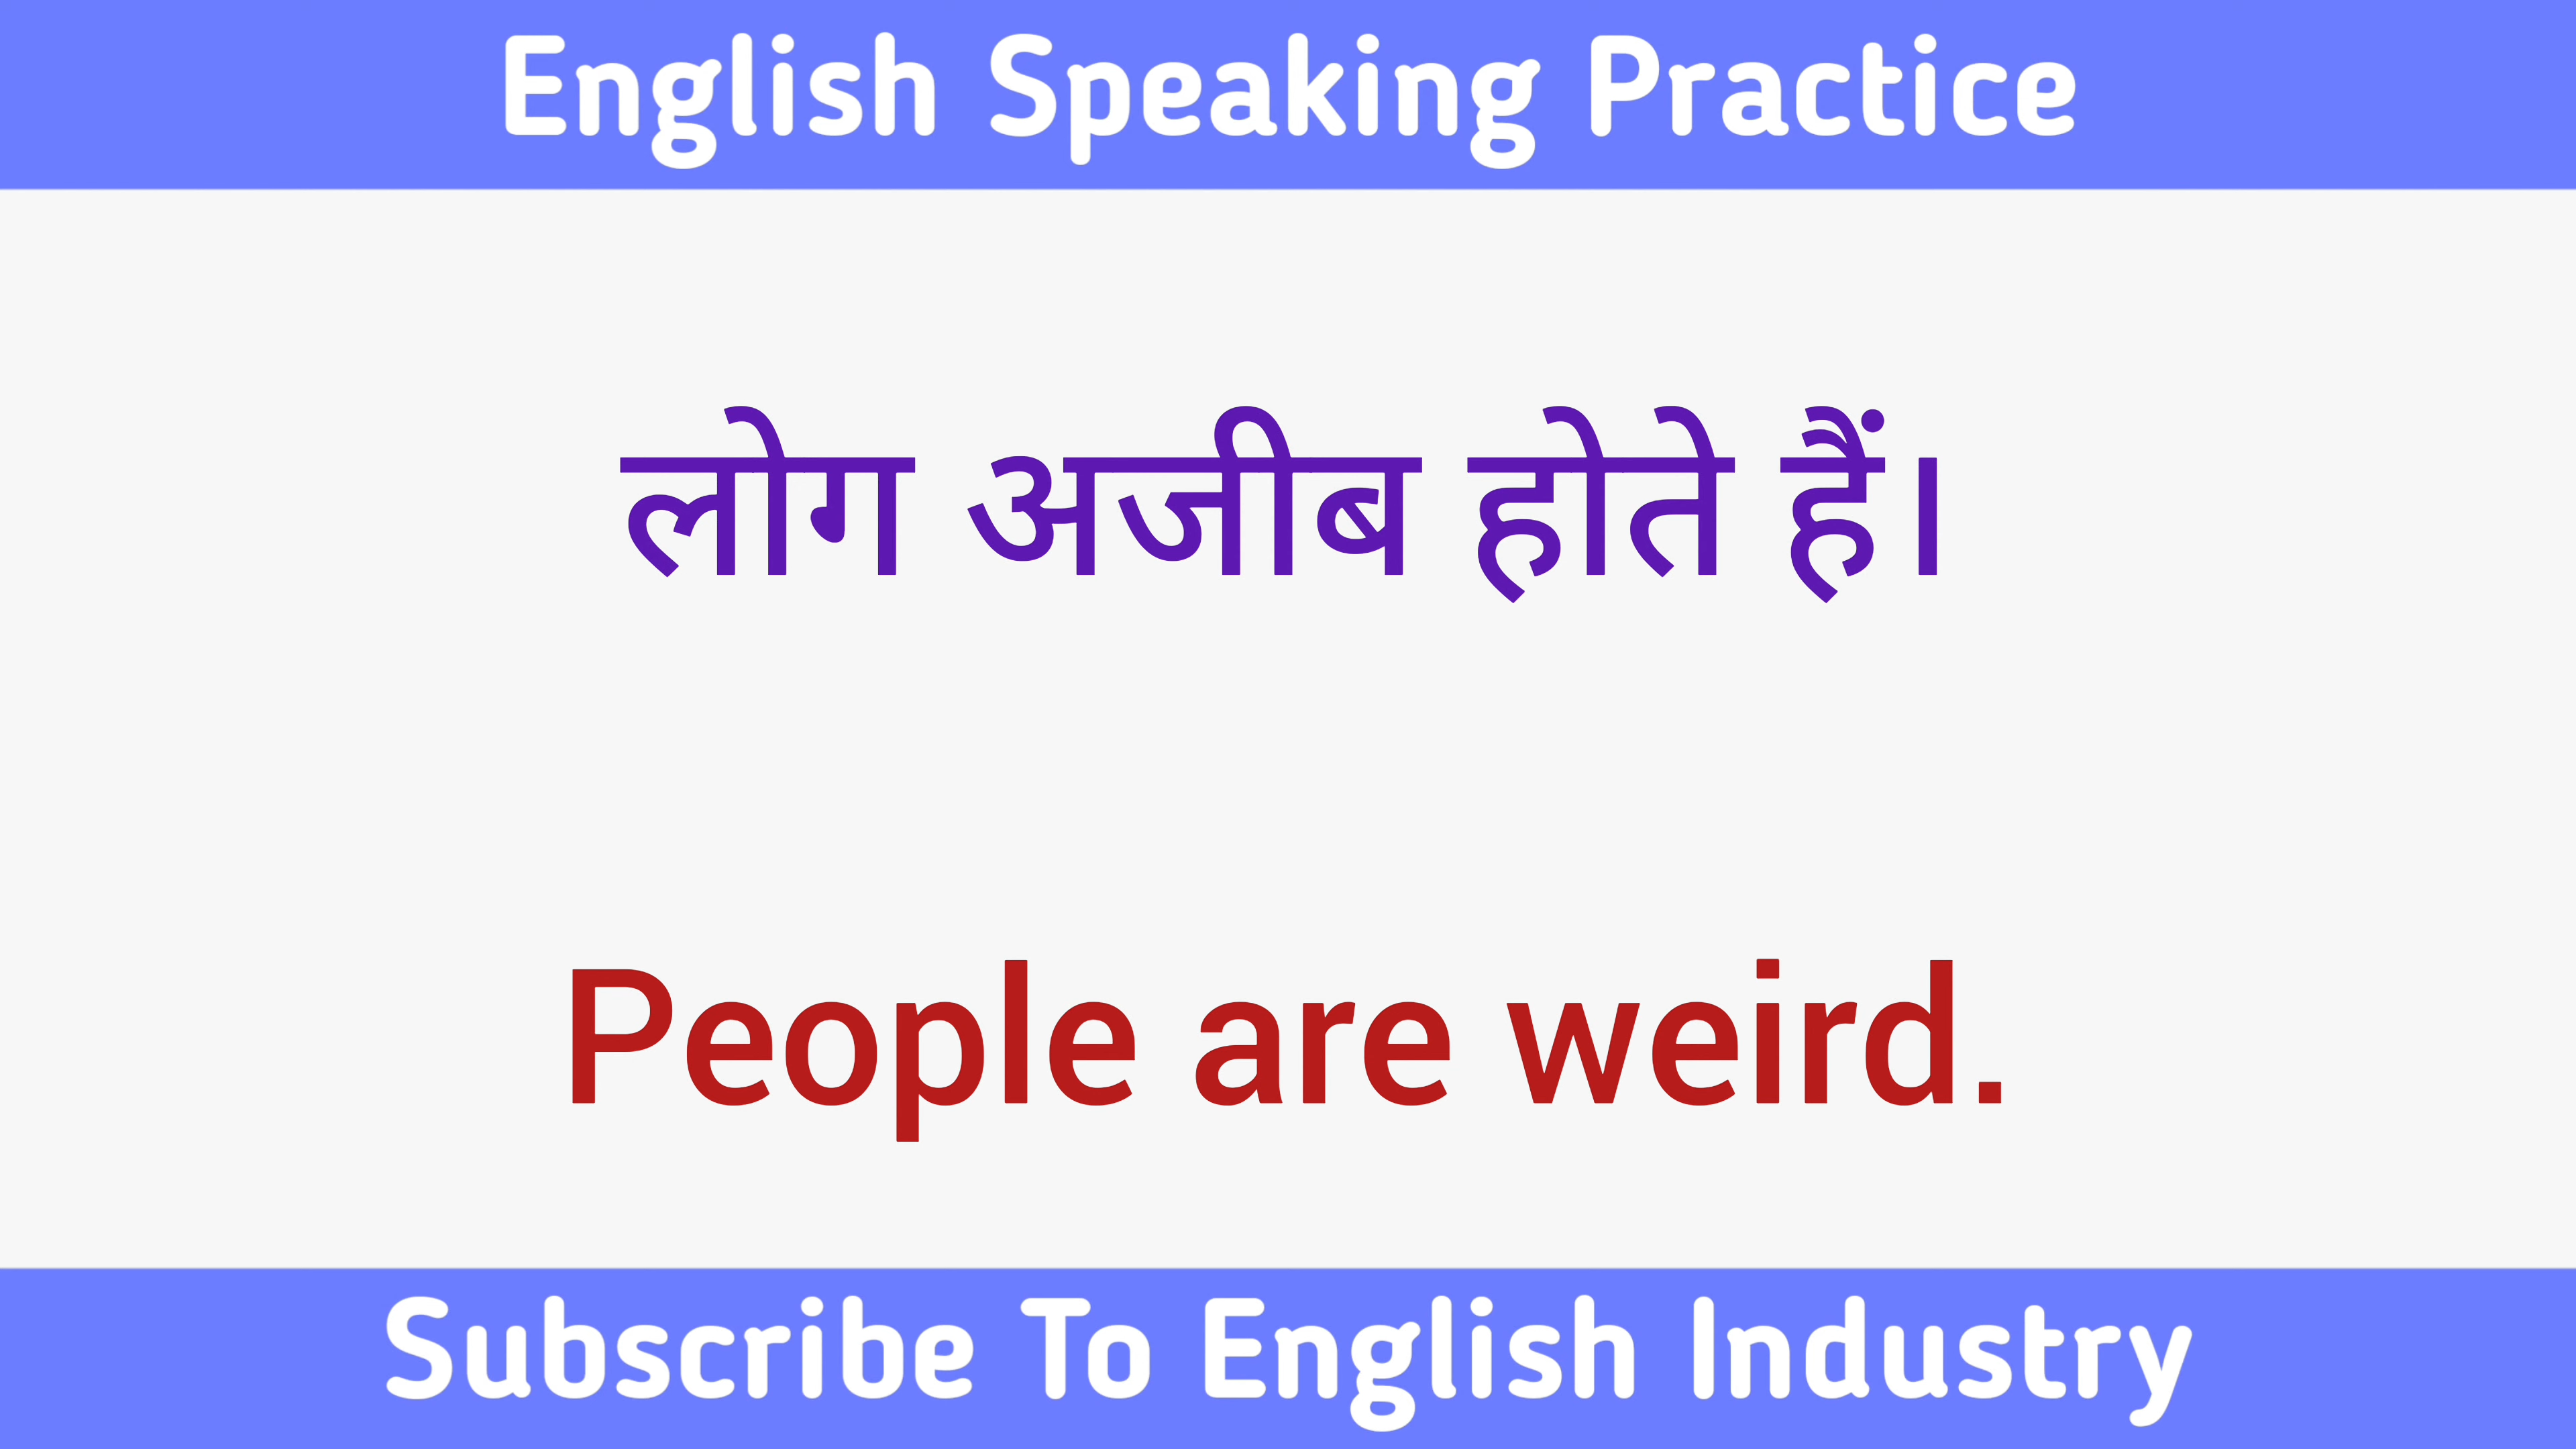 English Speaking Practice
लोग अजीब होते हैं।
People are weird.
Subscribe To English Industry